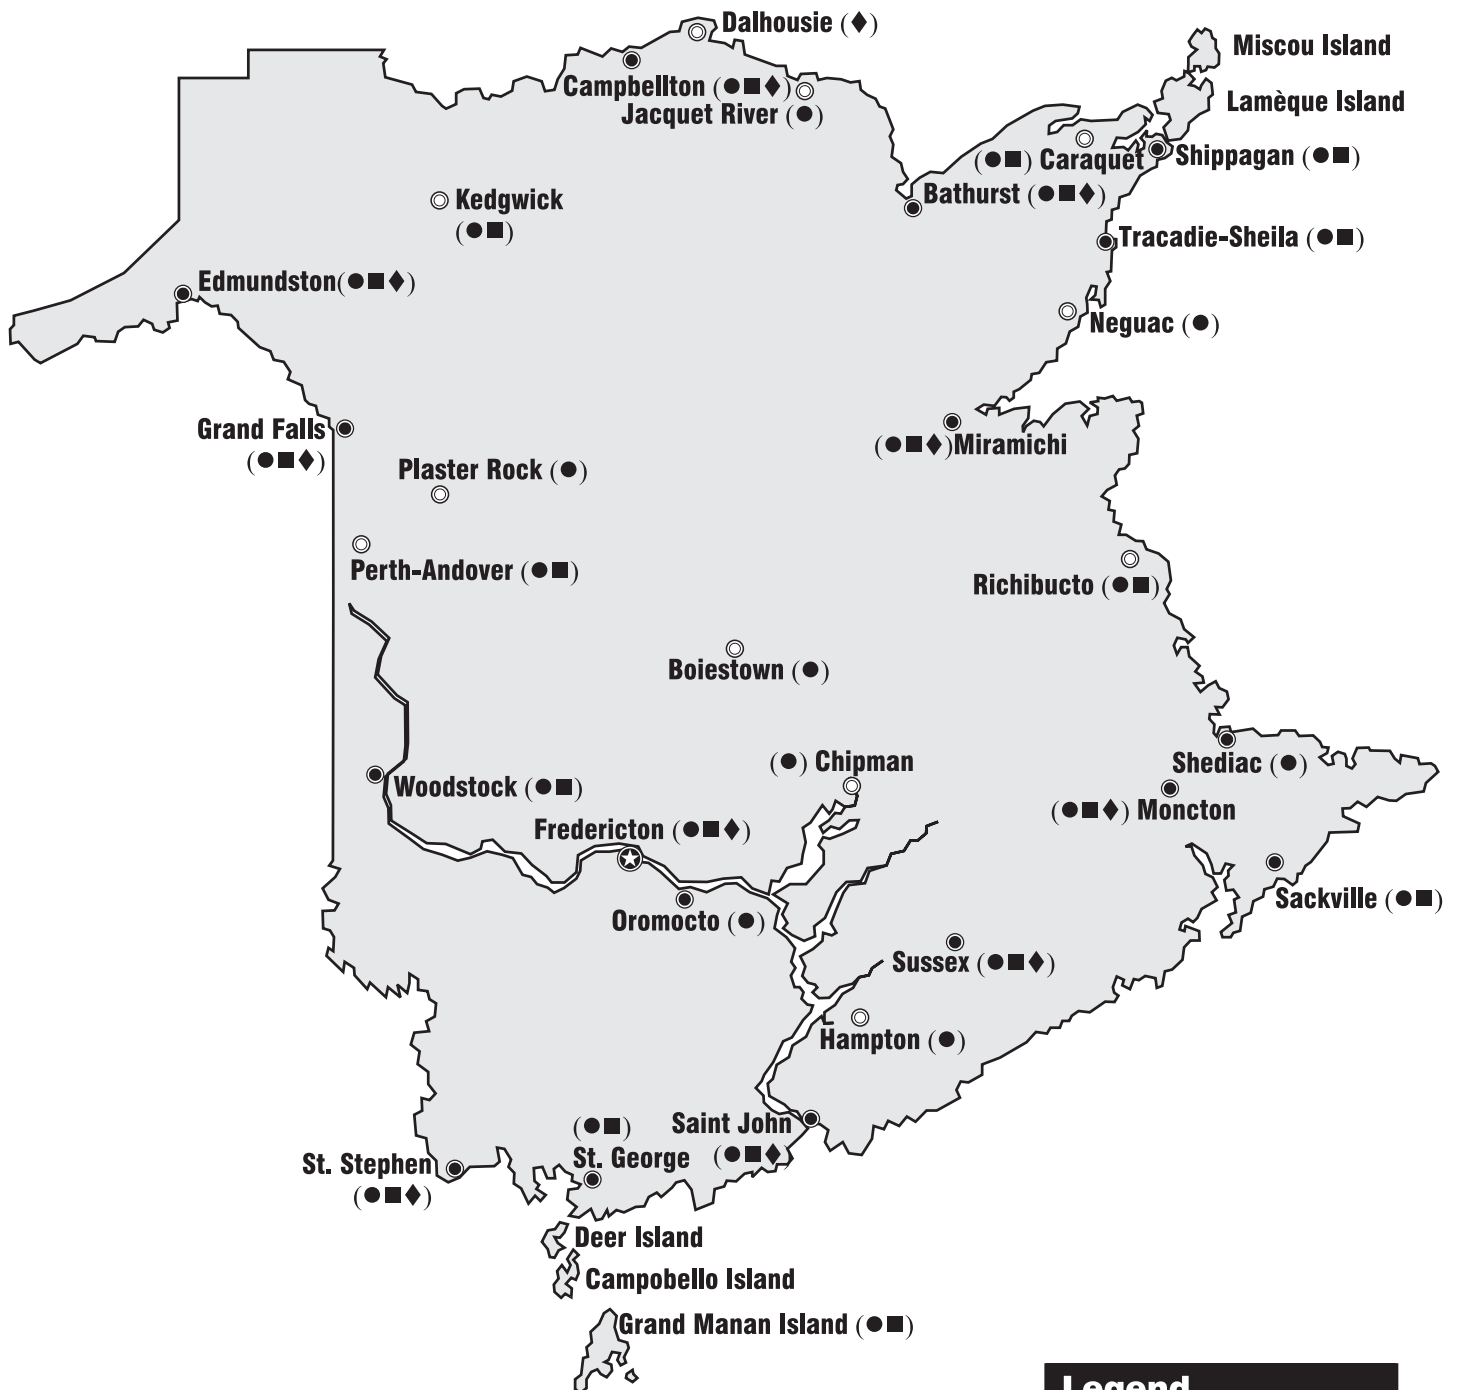 Dalhousie (♦)
Miscou Island
Campbellton (●■♦)
Lamèque Island
Jacquet River (●)
(●■) Caraquet
Shippagan (●■)
Bathurst (●■♦)
Kedgwick
(●■)
Tracadie-Sheila (●■)
Edmundston(●■♦)
Neguac (●)
Grand Falls
(●■♦)
(●■♦)Miramichi
Plaster Rock (●)
Perth-Andover (●■)
Richibucto (●■)
Boiestown (●)
(●) Chipman
Shediac (●)
Woodstock (●■)
(●■♦) Moncton
Fredericton (●■♦)
Sackville (●■)
Oromocto (●)
Sussex (●■♦)
Hampton (●)
(●■)
St. George
Saint John
(●■♦)
St. Stephen
(●■♦)
Deer Island
Campobello Island
Grand Manan Island (●■)
Legend